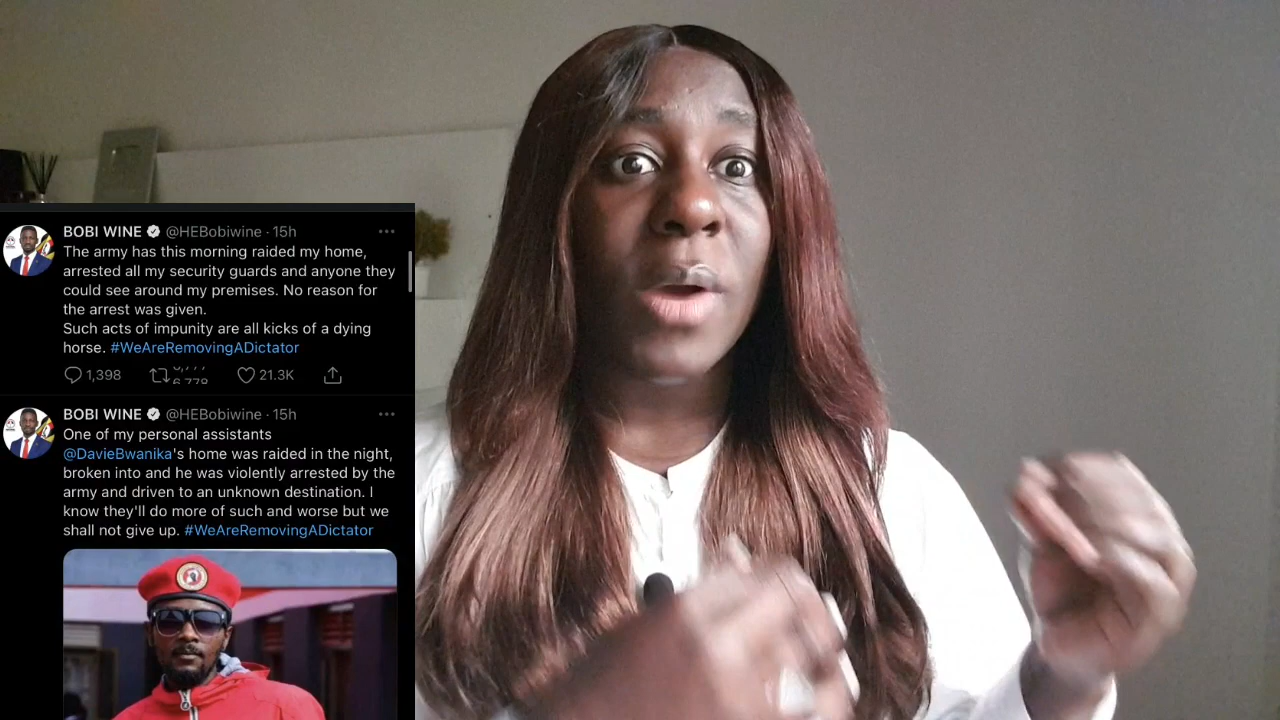 BOBI WINE @HEBobiwine · 15h
The army has this morning raided my home,
arrested all my security guards and anyone they
could see around my premises. No reason for
the arrest was given.
Such acts of impunity are all kicks of a dying
horse. #WeAreRemovingADictator
1,398 21.3K
BOBI WINE @HEBobiwine · 15h
One of my personal assistants
@DavieBwanika's home was raided in the night,
broken into and he was violently arrested by the
army and driven to an unknown destination. I
know they'll do more of such and worse but we
shall not give up. #WeAreRemovingADictator